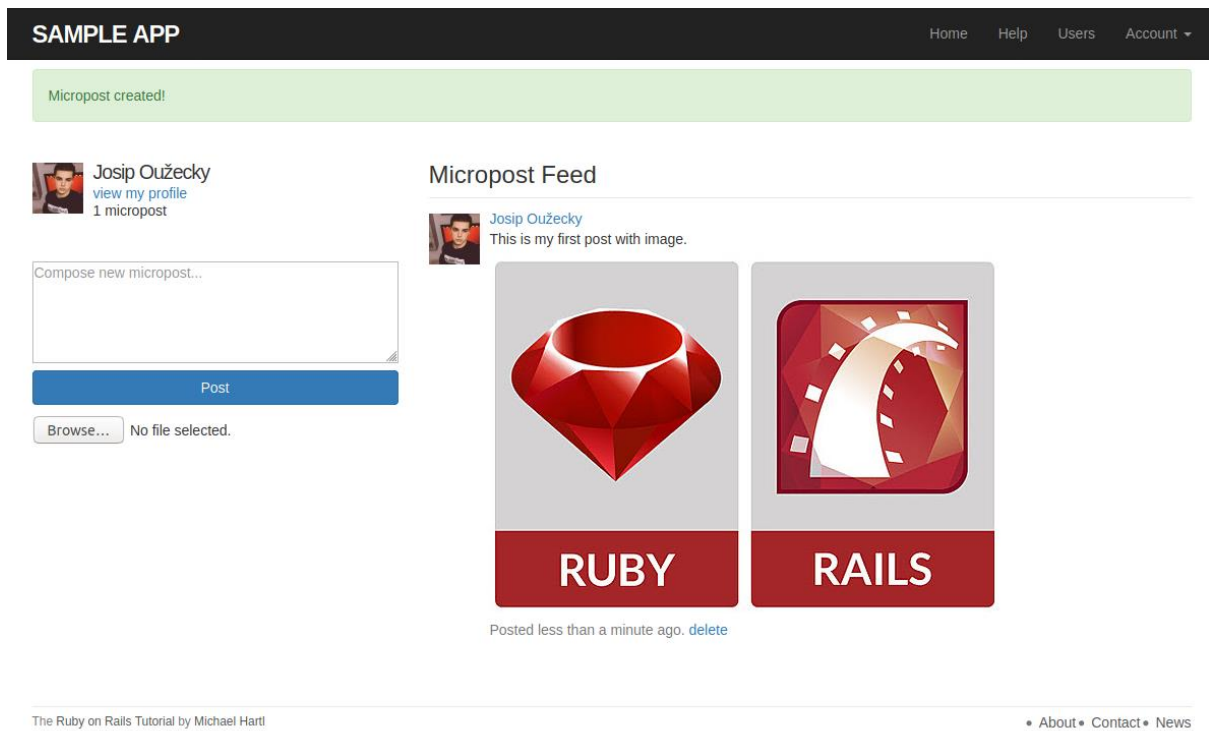 SAMPLE APP
Home Help Users Account
Micropost created!
Josip Oužecky
view my profile
1 micropost
Compose new micropost...
Post
Browse... No file selected.
Micropost Feed
Josip Oužecky
This is my first post with image.
RUBY RAILS
Posted less than a minute ago. delete
The Ruby on Rails Tutorial by Michael Hartl
• About • Contact • News